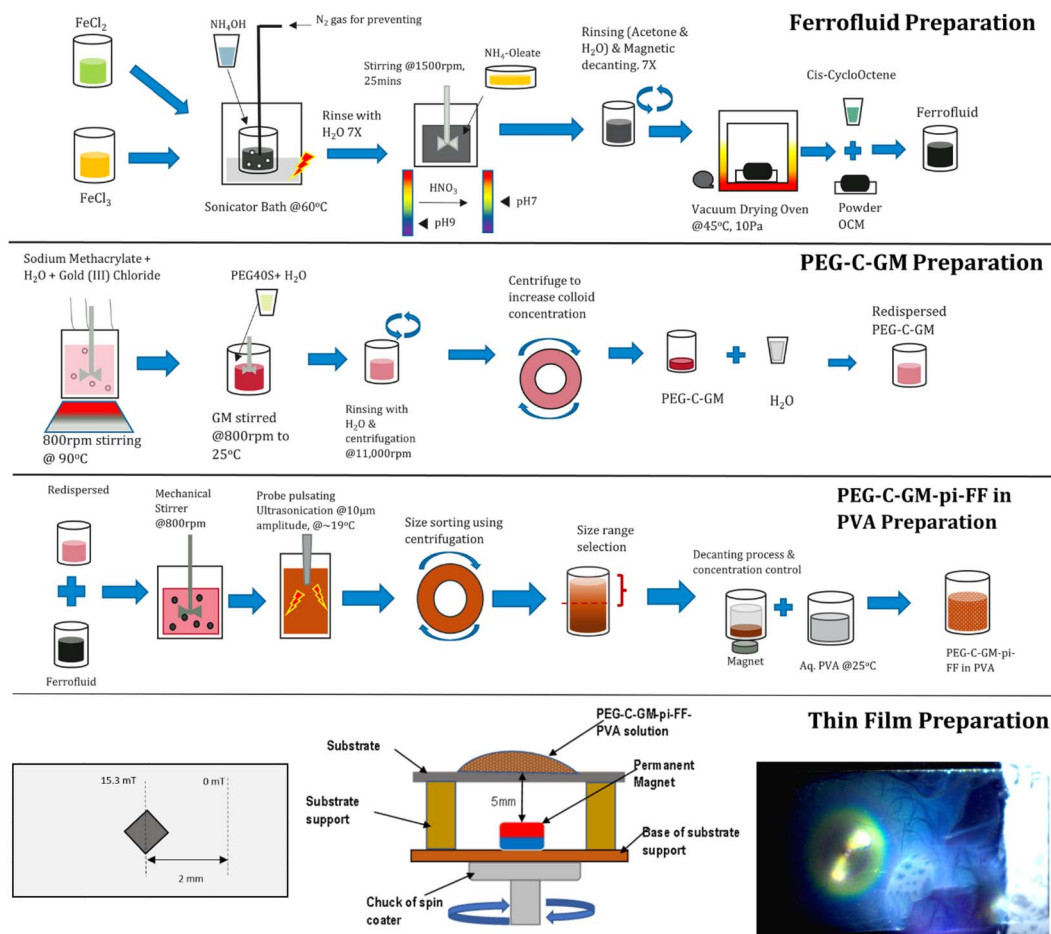 Ferrofluid Preparation
FeCl2
FeCl3
NH4OH
N2 gas for preventing
Sonicator Bath @60ºC
Rinse with
H2O 7X
Stirring @1500rpm,
25mins
NH4-Oleate
HNO3
pH9
pH7
Rinsing (Acetone &
H2O) & Magnetic
decanting. 7X
Vacuum Drying Oven
@45ºC, 10Pa
Cis-CycloOctene
Powder
OCM
Ferrofluid
PEG-C-GM Preparation
Sodium Methacrylate +
H2O + Gold (III) Chloride
800rpm stirring
@ 90ºC
PEG40S+ H2O
GM stirred
@800rpm to
25ºC
Rinsing with
H2O &
centrifugation
@11,000rpm
Centrifuge to
increase colloid
concentration
PEG-C-GM
H2O
Redispersed
PEG-C-GM
PEG-C-GM-pi-FF in
PVA Preparation
Redispersed
Ferrofluid
Mechanical
Stirrer
@800rpm
Probe pulsating
Ultrasonication @10µm
amplitude, @~19ºC
Size sorting using
centrifugation
Size range
selection
Decanting process &
concentration control
Magnet
Aq. PVA @25ºC
PEG-C-GM-pi-
FF in PVA
Thin Film Preparation
15.3 mT
0 mT
2 mm
PEG-C-GM-pi-FF-
PVA solution
Substrate
Permanent
Magnet
5mm
Substrate
support
Base of substrate
support
Chuck of spin
coater